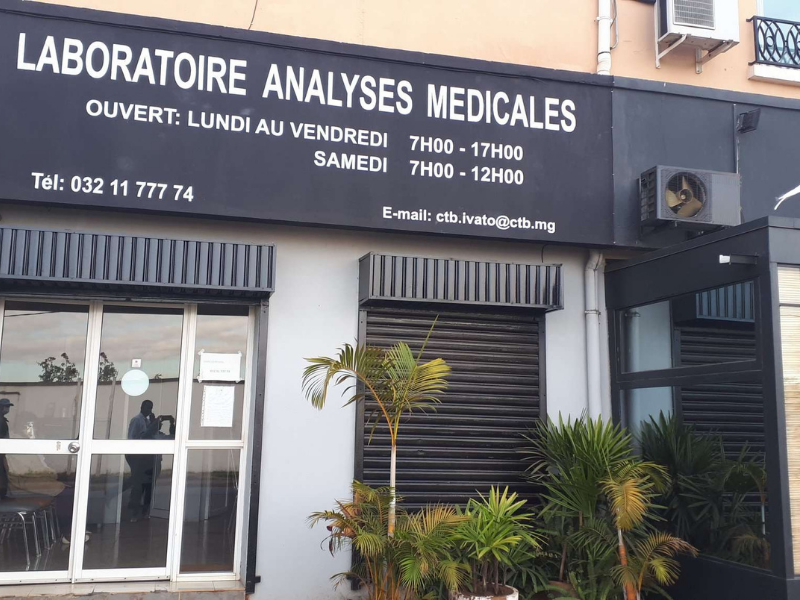 LABORATOIRE ANALYSES MEDICALES
OUVERT: LUNDI AU VENDREDI 7H00 - 17H00
SAMEDI 7H00 - 12H00
Tél: 032 11 777 74
E-mail: ctb.ivato@ctb.mg